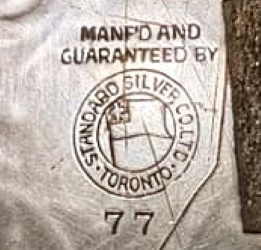 MANF'D AND
GUARANTEED BY
STANDARD SILVER CO. LTD.
· TORONTO ·
77